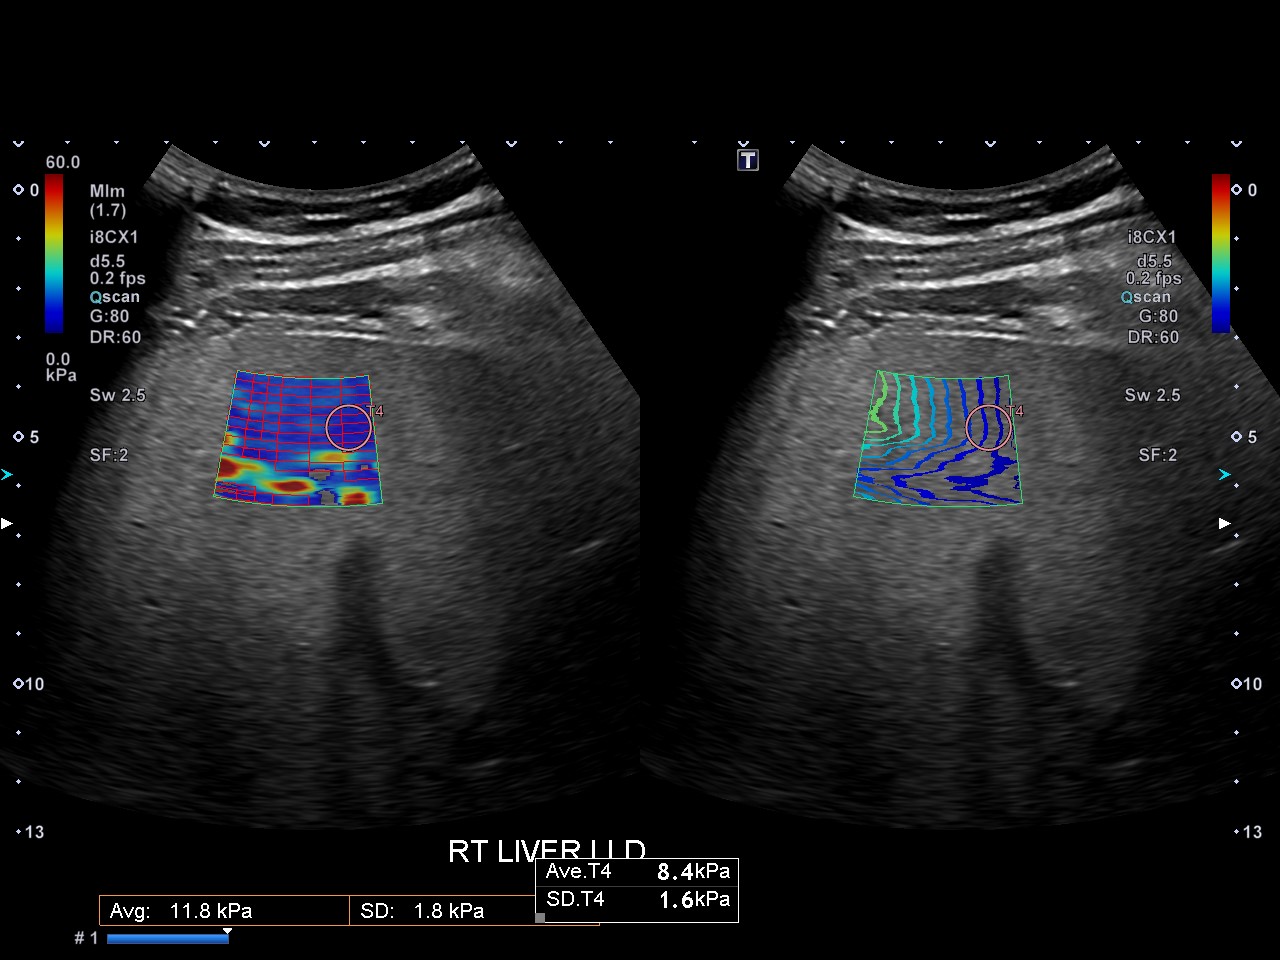 60.0
0
MIm
(1.7)
i8CX1
d5.5
0.2 fps
Qscan
G:80
DR:60
0.0
kPa
Sw 2.5
T4
5
SF:2
10
13
T
0
i8CX1
d5.5
0.2 fps
Qscan
G:80
DR:60
Sw 2.5
T4
5
SF:2
10
13
RT LIVER LLD
Ave.T4 8.4kPa
SD.T4 1.6kPa
Avg: 11.8 kPa SD: 1.8 kPa
# 1